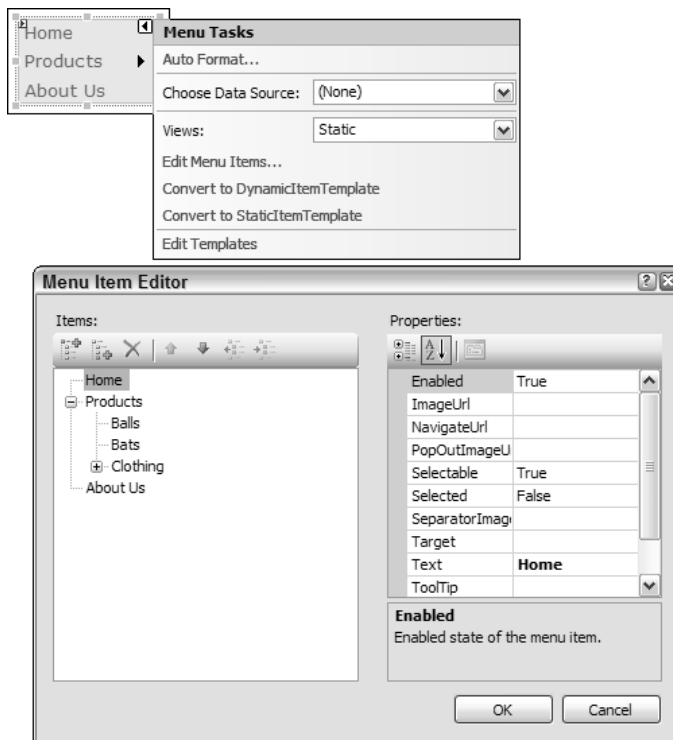 Home
Products
About Us
Menu Tasks
Auto Format...
Choose Data Source: (None)
Views: Static
Edit Menu Items...
Convert to DynamicItemTemplate
Convert to StaticItemTemplate
Edit Templates
Menu Item Editor
Items:
Home
Products
Balls
Bats
Clothing
About Us
Properties:
Enabled True
ImageUrl
NavigateUrl
PopOutImageU
Selectable True
Selected False
SeparatorImag
Target
Text Home
ToolTip
Enabled
Enabled state of the menu item.
OK Cancel